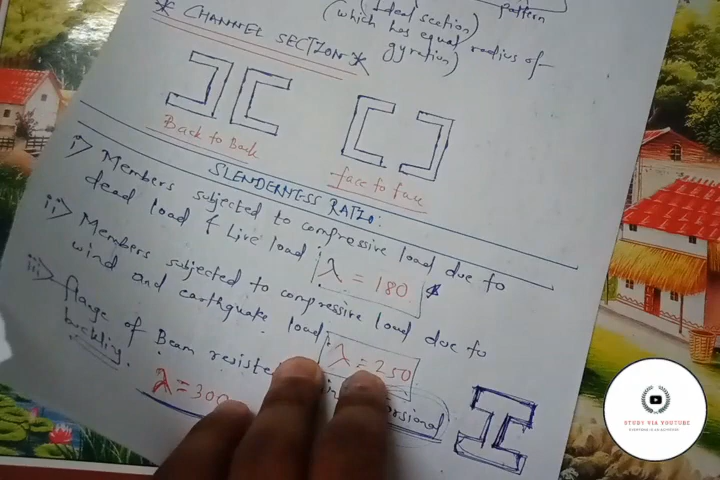 (Ideal section) pattern
(which has equal radius of
gyration)
* CHANNEL SECTION *
Back to Back
face to face
SLENDERNESS RATIO:
i) Members subjected to compressive load due to
dead load & Live load λ = 180
ii) Members subjected to compressive load due to
wind and earthquake load: λ = 250
iii) flange of Beam resiste
buckling. λ = 300
STUDY VIA YOUTUBE